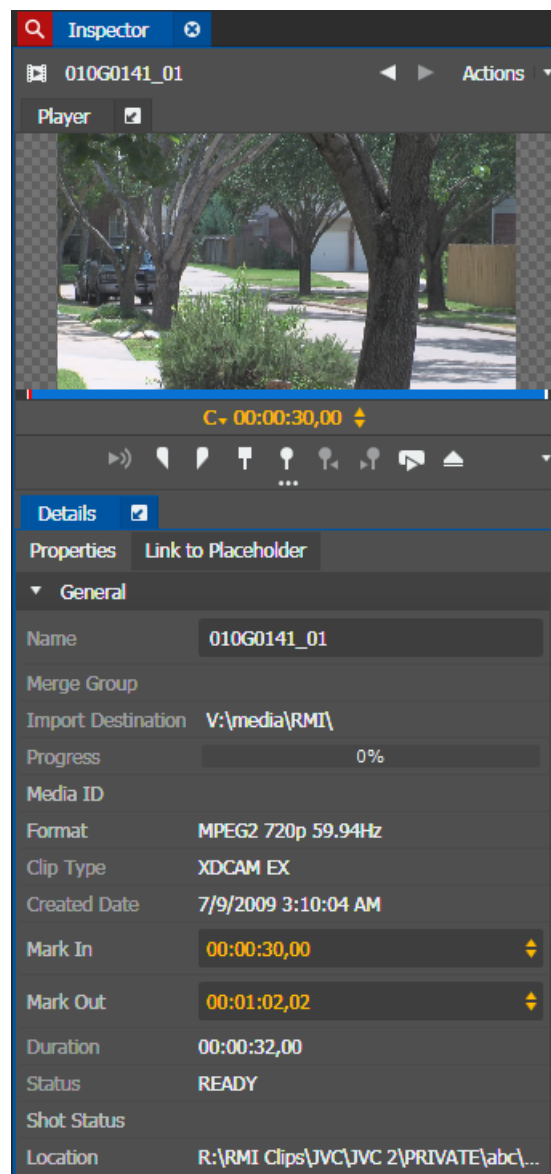 Inspector
010G0141_01 Actions
Player
C 00:00:30,00
Details
Properties Link to Placeholder
General
Name 010G0141_01
Merge Group
Import Destination V:\media\RMI\
Progress 0%
Media ID
Format MPEG2 720p 59.94Hz
Clip Type XDCAM EX
Created Date 7/9/2009 3:10:04 AM
Mark In 00:00:30,00
Mark Out 00:01:02,02
Duration 00:00:32,00
Status READY
Shot Status
Location R:\RMI Clips\JVC\JVC 2\PRIVATE\abc\...